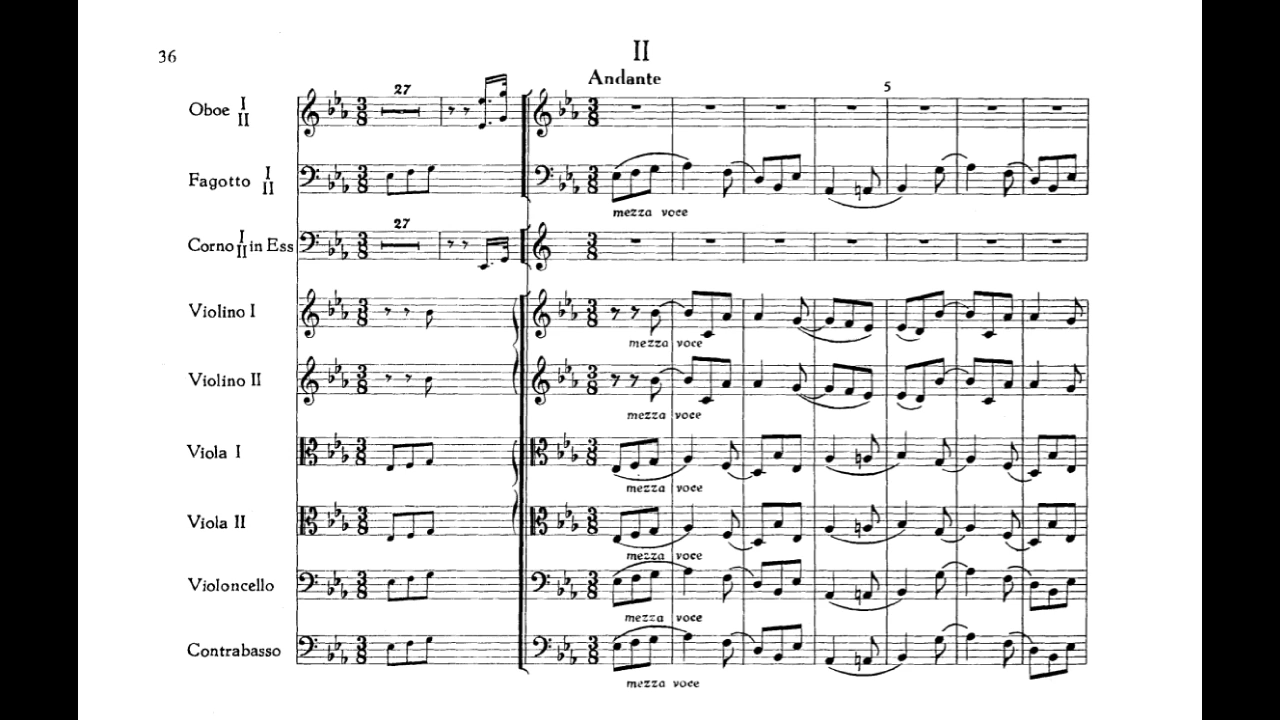 36
II
Andante
Oboe I II
27
5
Fagotto I II
mezza voce
Corno I II in Ess
27
Violino I
mezza voce
Violino II
mezza voce
Viola I
mezza voce
Viola II
mezza voce
Violoncello
mezza voce
Contrabasso
mezza voce